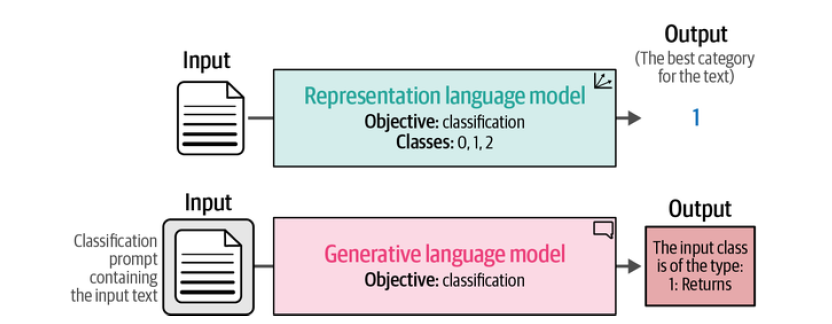 Input
Representation language model
Objective: classification
Classes: 0, 1, 2
Output
(The best category
for the text)
1
Classification
prompt
containing
the input text
Input
Generative language model
Objective: classification
Output
The input class
is of the type:
1: Returns